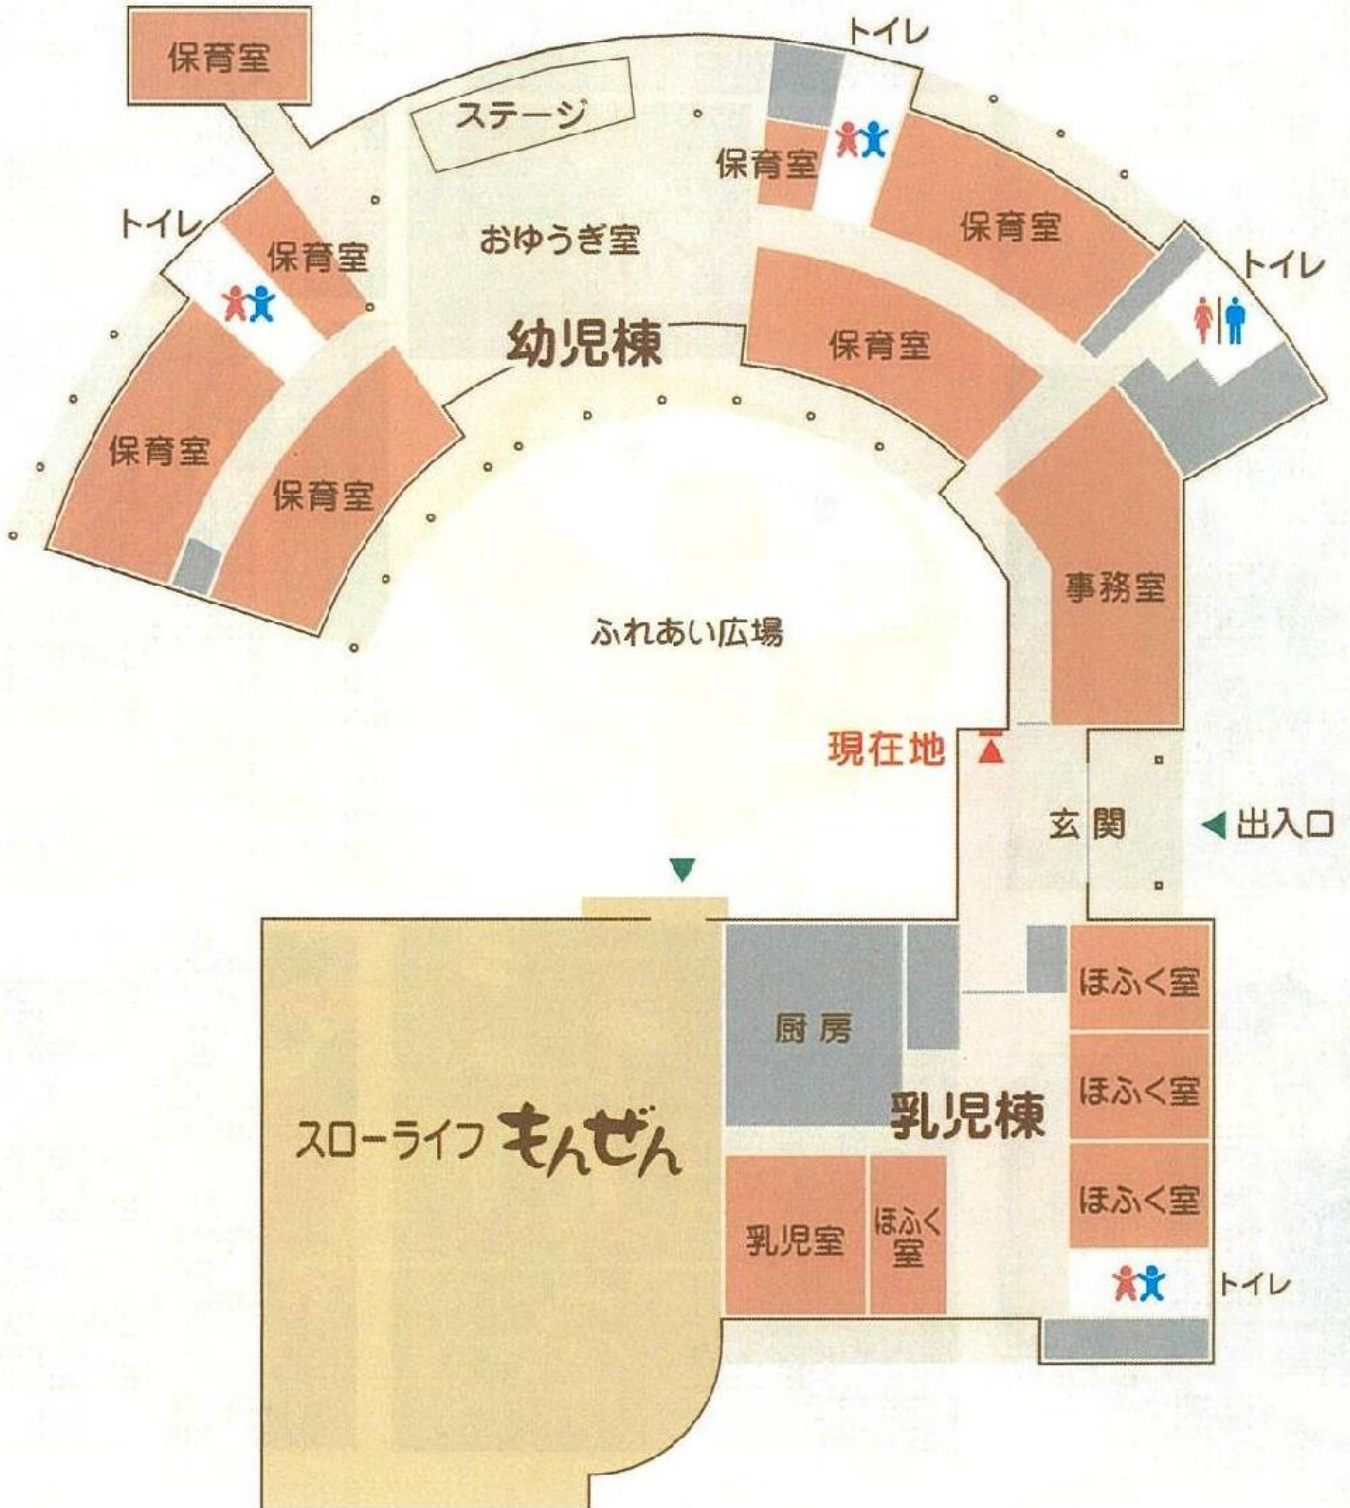 トイレ
保育室
ステージ
保育室
トイレ
保育室
保育室
おゆうぎ室
トイレ
幼児棟
保育室
保育室
保育室
事務室
ふれあい広場
現在地
玄関
出入口
ほふく室
厨房
ほふく室
乳児棟
スローライフ もんぜん
ほふく室
乳児室
ほふく
室
トイレ